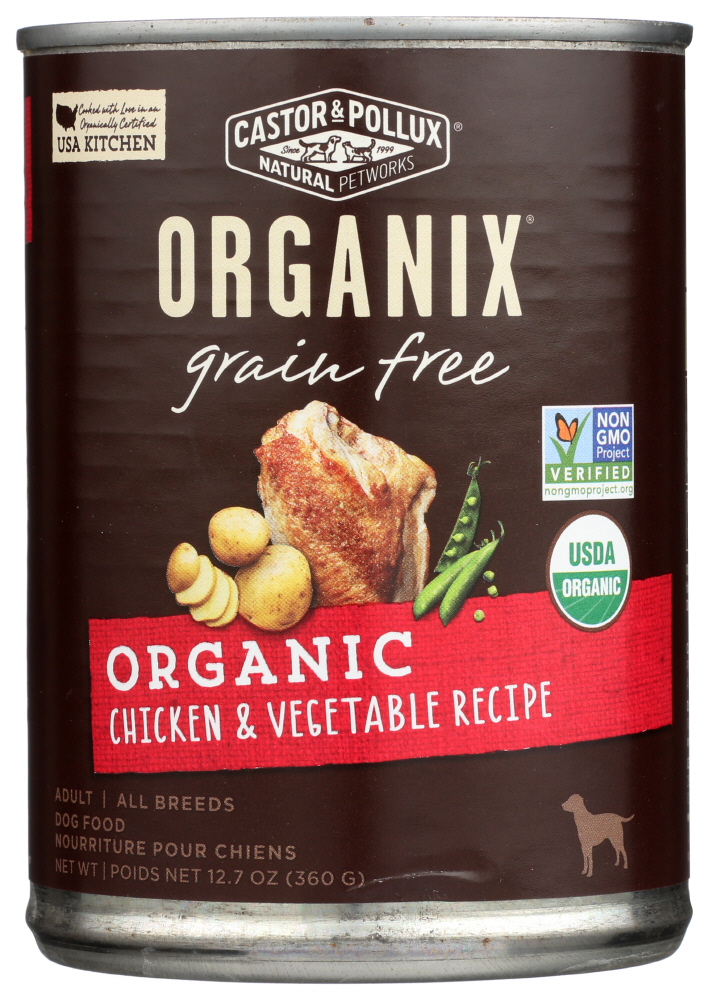 Cooked with Love in an
Organically Certified
USA KITCHEN
CASTOR & POLLUX®
Since 1999
NATURAL PETWORKS
ORGANIX®
grain free
NON
GMO
Project
VERIFIED
nongmoproject.org
USDA
ORGANIC
ORGANIC
CHICKEN & VEGETABLE RECIPE
ADULT | ALL BREEDS
DOG FOOD
NOURRITURE POUR CHIENS
NET WT | POIDS NET 12.7 OZ (360 G)